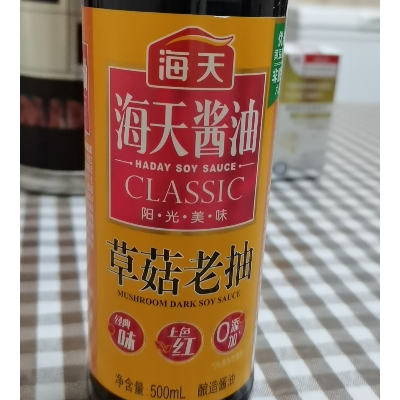 海天
海天酱油
HADAY SOY SAUCE
CLASSIC
阳·光·美·味
草菇老抽
MUSHROOM DARK SOY SAUCE
经典
味
上色
红
0添
加
净含量:500mL 酿造酱油